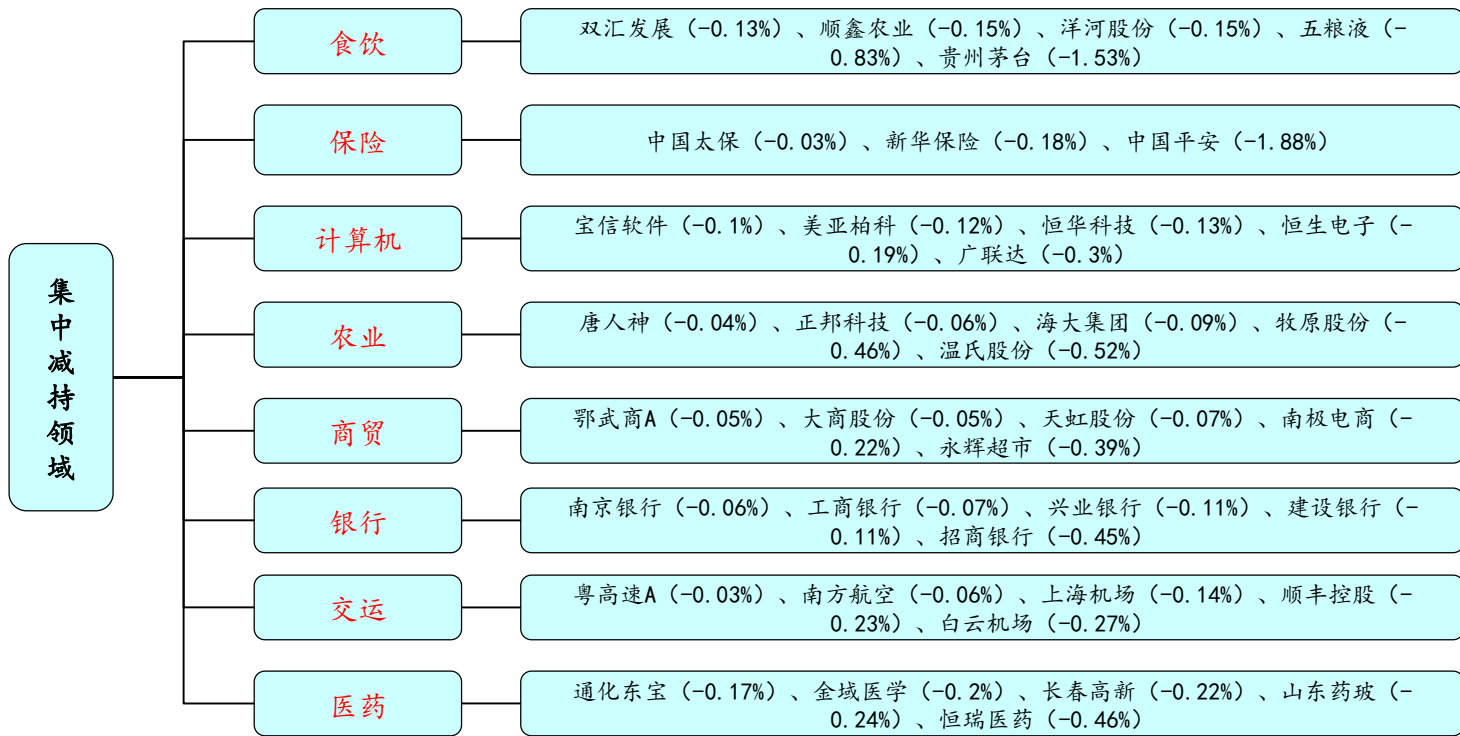 集中减持领域
食饮
双汇发展（-0.13%）、顺鑫农业（-0.15%）、洋河股份（-0.15%）、五粮液（-
0.83%）、贵州茅台（-1.53%）
保险
中国太保（-0.03%）、新华保险（-0.18%）、中国平安（-1.88%）
计算机
宝信软件（-0.1%）、美亚柏科（-0.12%）、恒华科技（-0.13%）、恒生电子（-
0.19%）、广联达（-0.3%）
农业
唐人神（-0.04%）、正邦科技（-0.06%）、海大集团（-0.09%）、牧原股份（-
0.46%）、温氏股份（-0.52%）
商贸
鄂武商A（-0.05%）、大商股份（-0.05%）、天虹股份（-0.07%）、南极电商（-
0.22%）、永辉超市（-0.39%）
银行
南京银行（-0.06%）、工商银行（-0.07%）、兴业银行（-0.11%）、建设银行（-
0.11%）、招商银行（-0.45%）
交运
粤高速A（-0.03%）、南方航空（-0.06%）、上海机场（-0.14%）、顺丰控股（-
0.23%）、白云机场（-0.27%）
医药
通化东宝（-0.17%）、金域医学（-0.2%）、长春高新（-0.22%）、山东药玻（-
0.24%）、恒瑞医药（-0.46%）